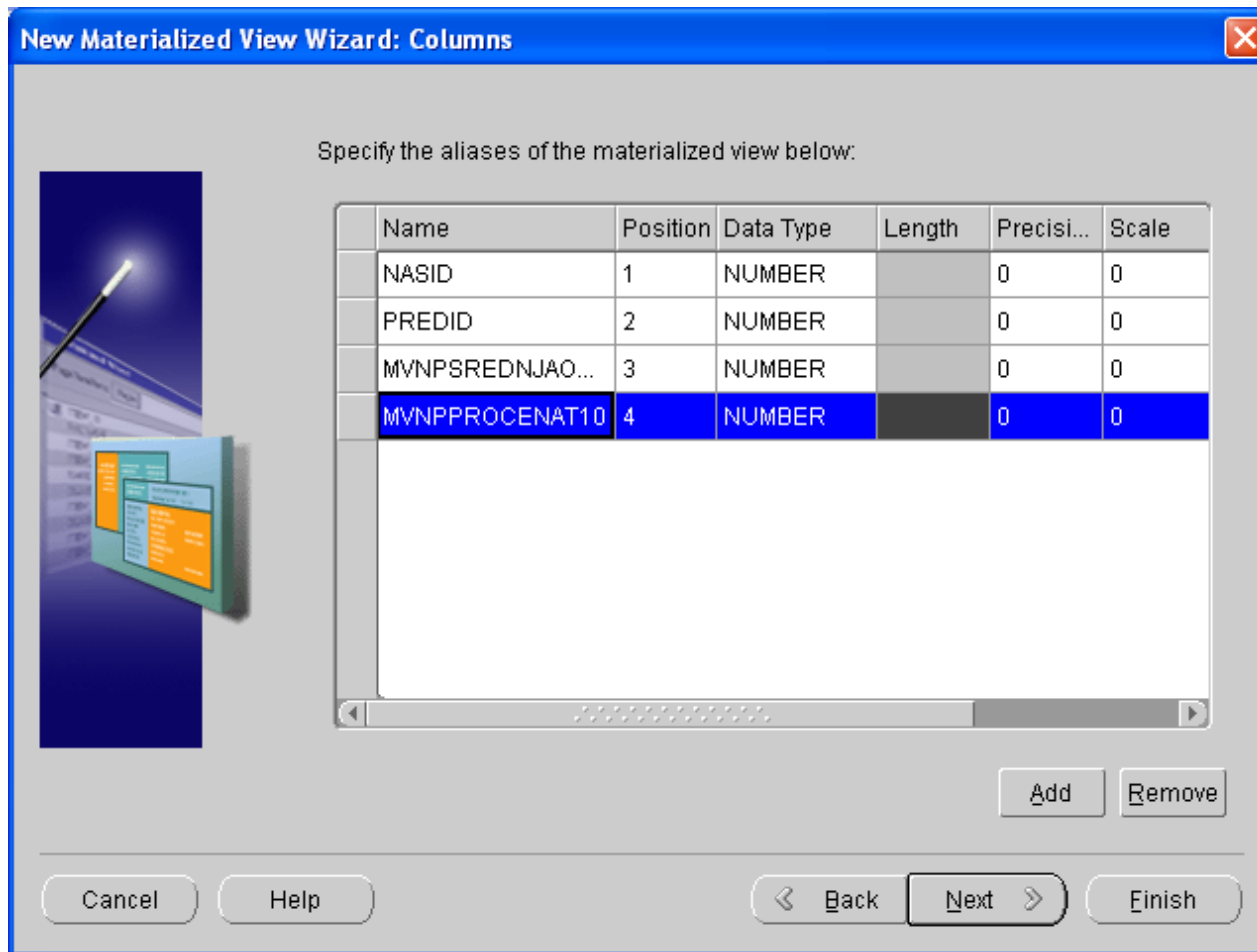 New Materialized View Wizard: Columns
Specify the aliases of the materialized view below:
Name Position Data Type Length Precisi... Scale
NASID 1 NUMBER 0 0
PREDID 2 NUMBER 0 0
MVNPSREDNJAO... 3 NUMBER 0 0
MVNPPROCENAT10 4 NUMBER 0 0
Add Remove
Cancel Help Back Next Finish